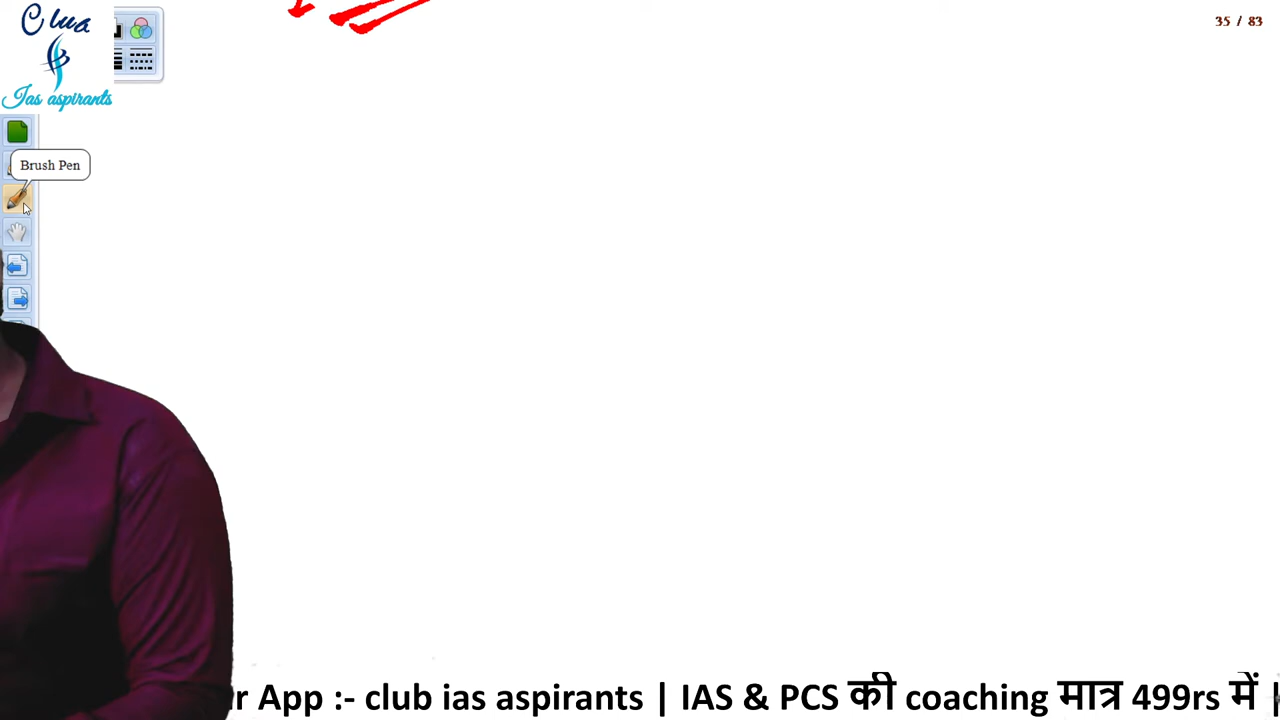 Club
Ias aspirants
35 / 83
Brush Pen
r App :- club ias aspirants | IAS & PCS की coaching मात्र 499rs में |